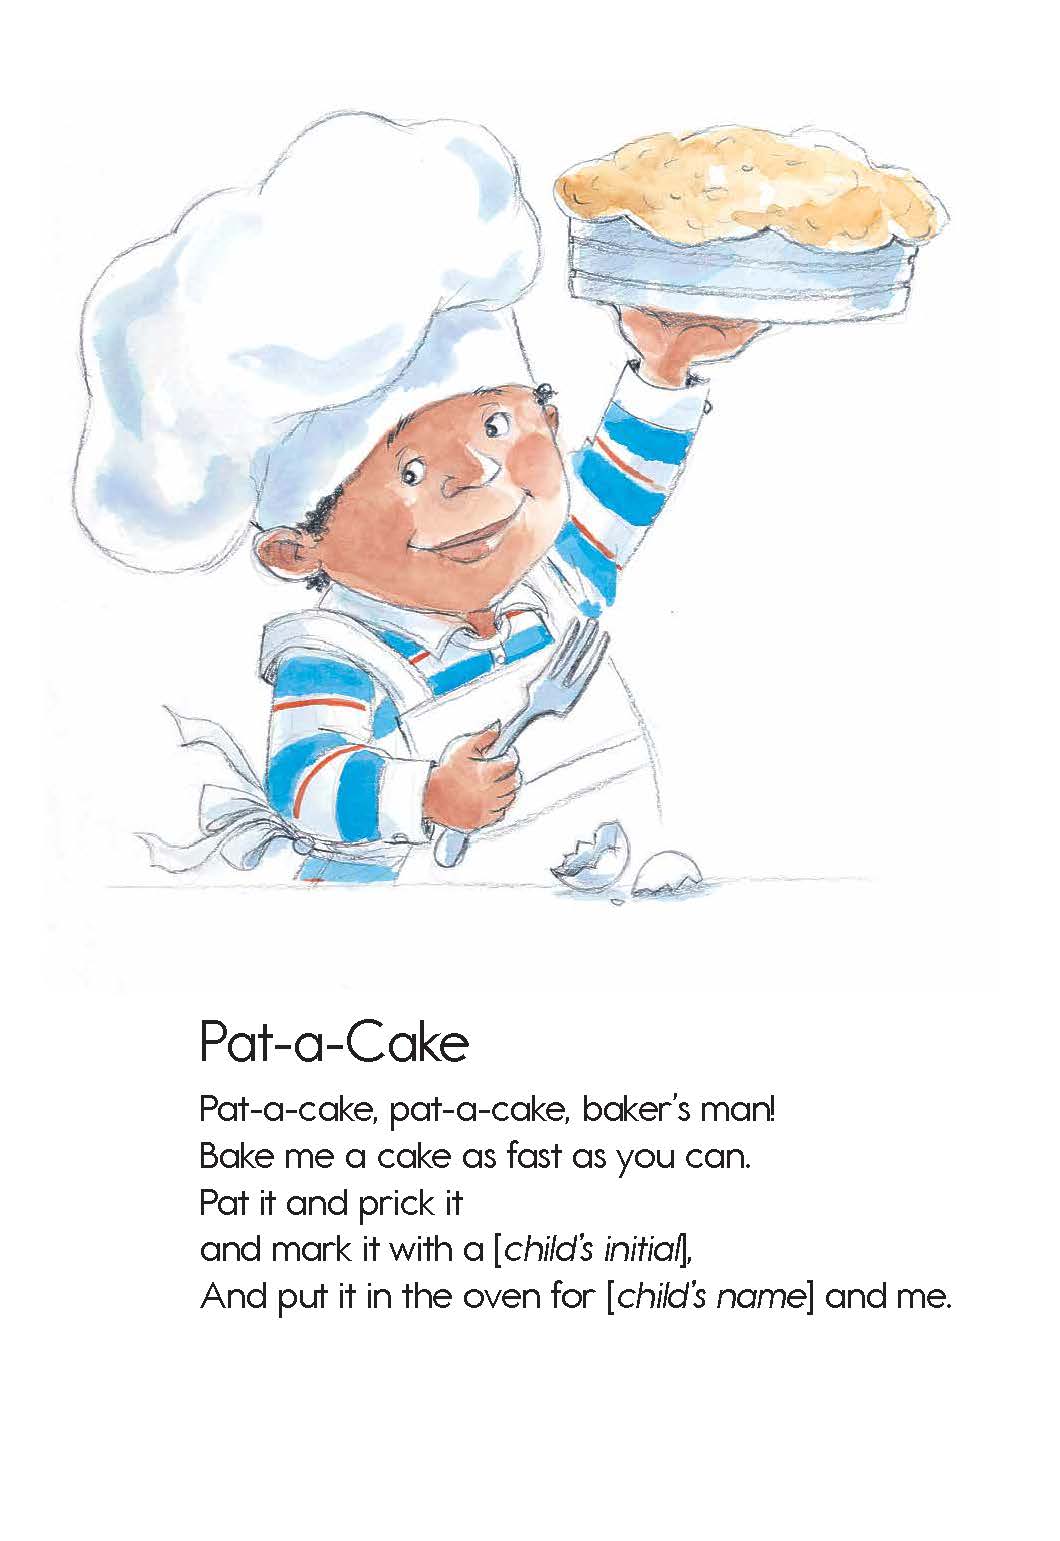 Pat-a-Cake
Pat-a-cake, pat-a-cake, baker's man!
Bake me a cake as fast as you can.
Pat it and prick it
and mark it with a [child's initial],
And put it in the oven for [child's name] and me.